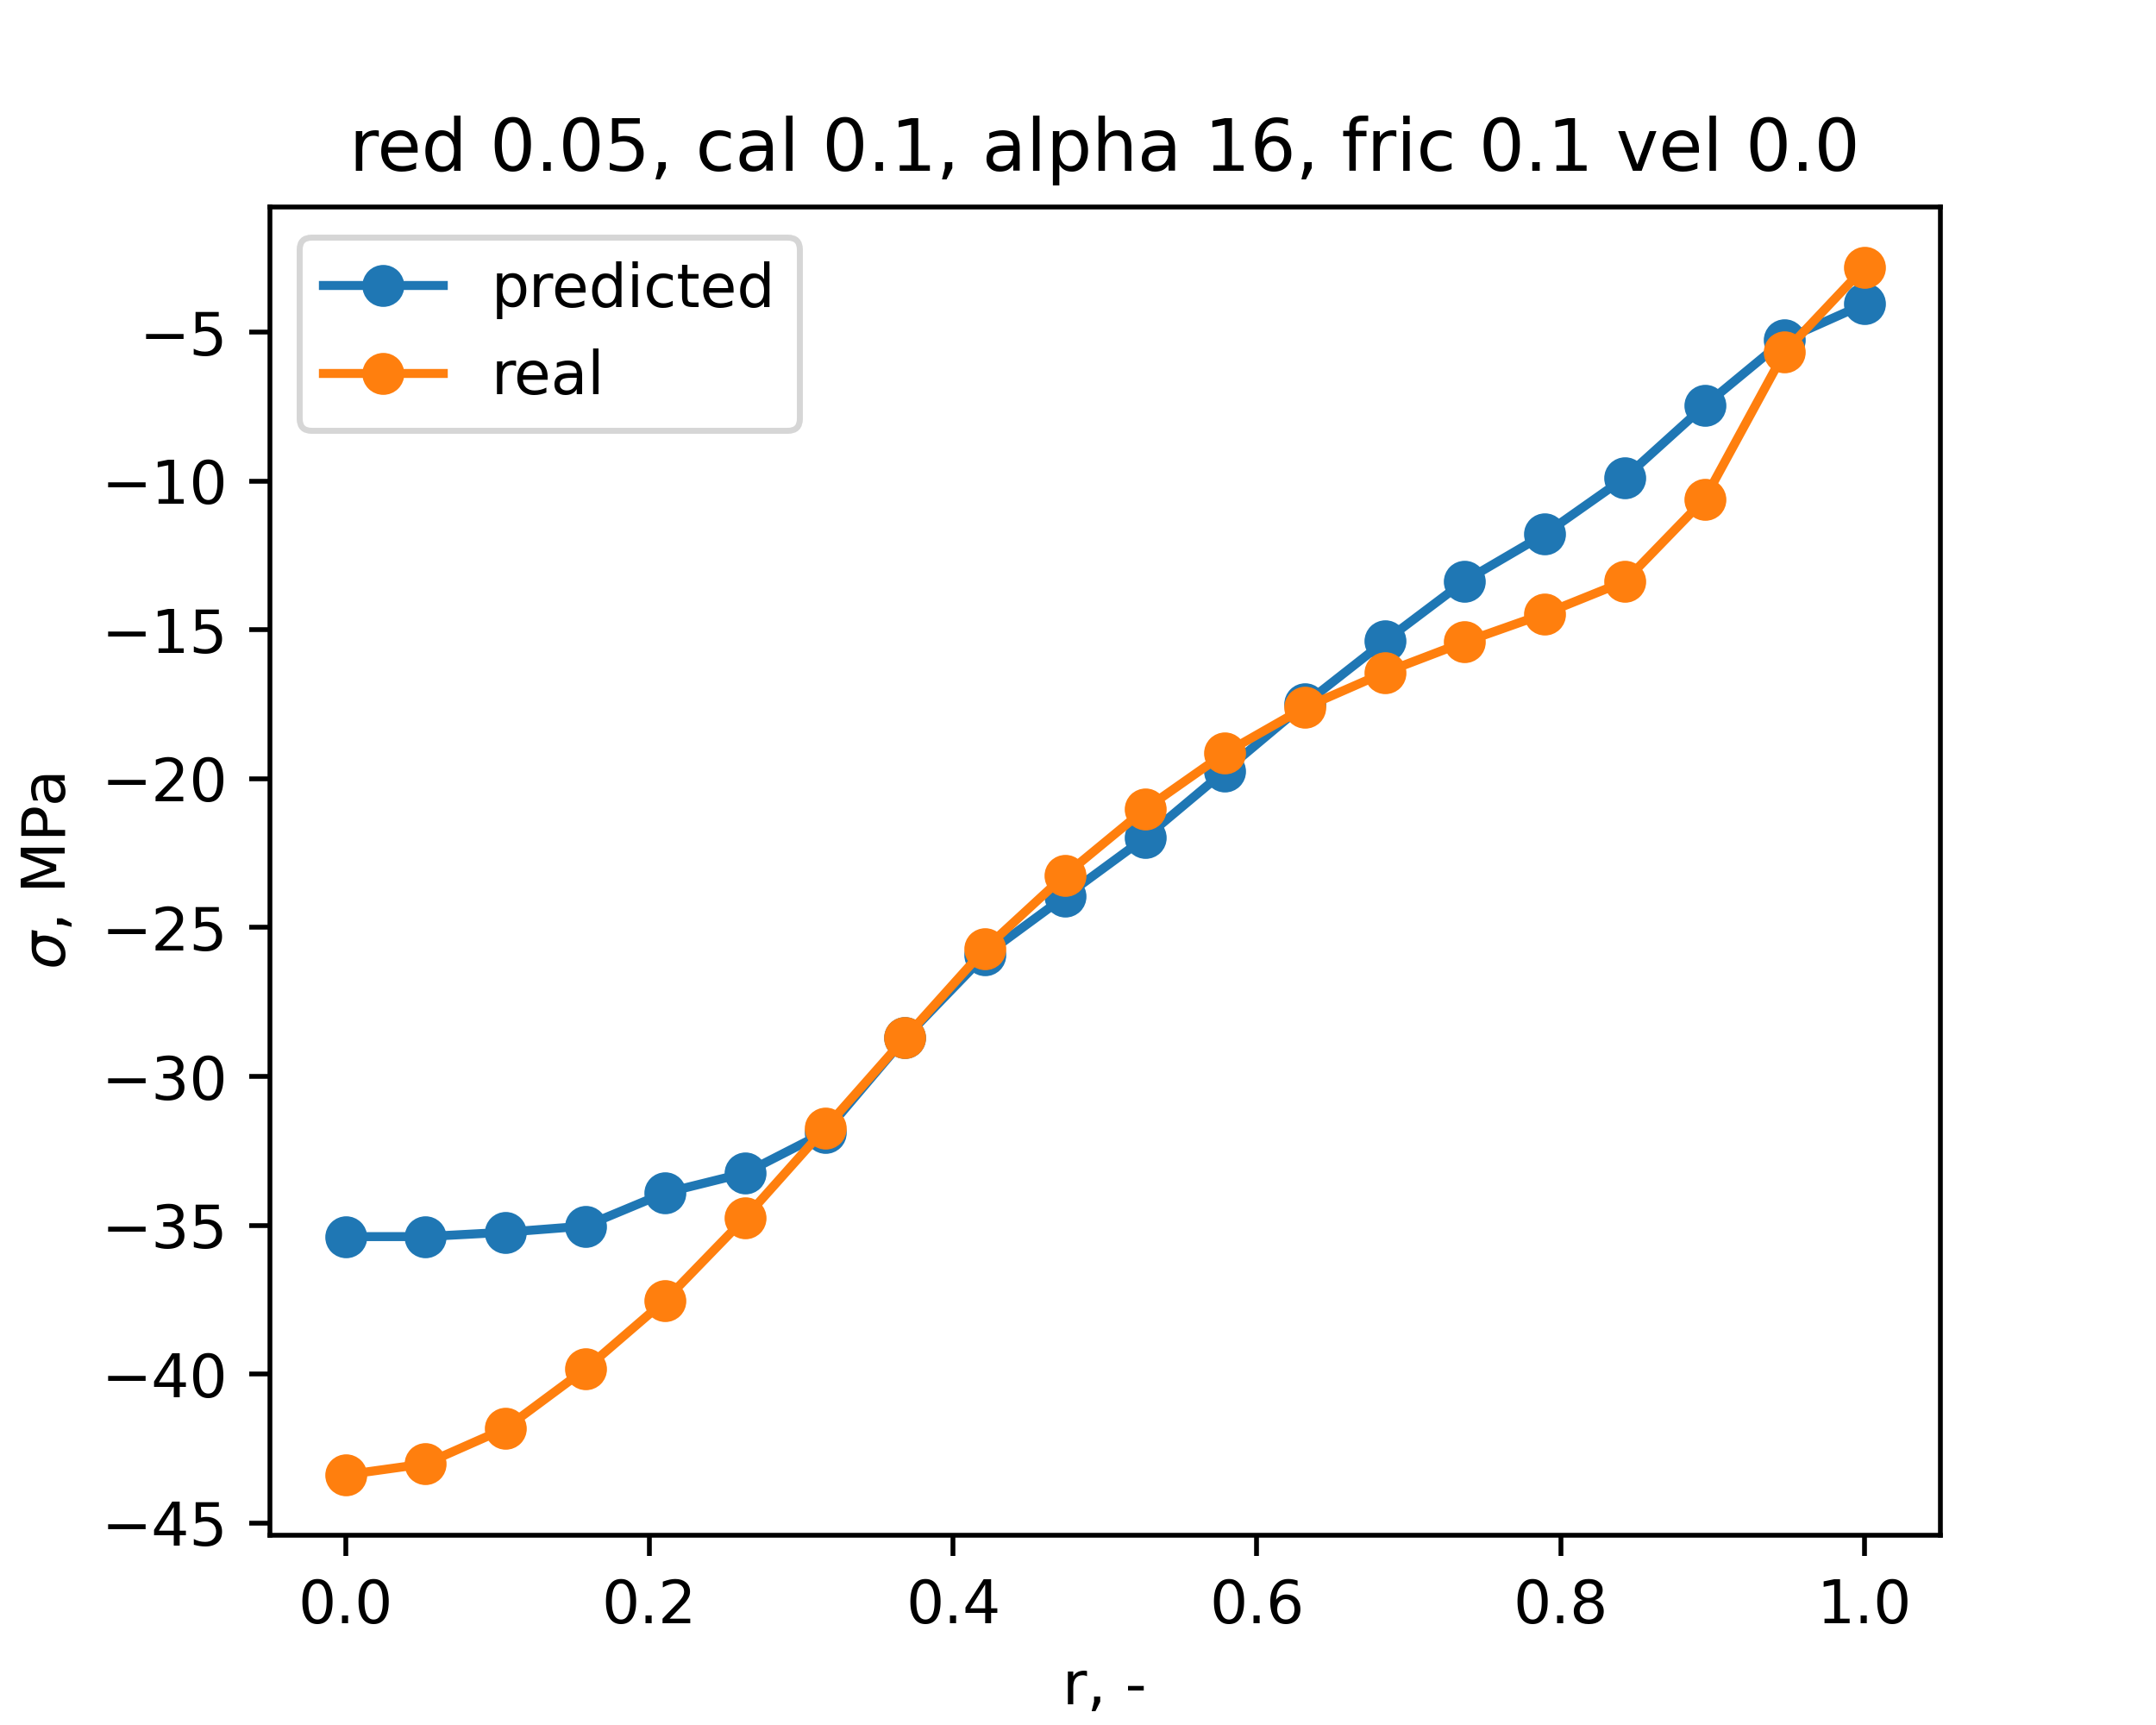 red 0.05, cal 0.1, alpha 16, fric 0.1 vel 0.0
predicted
real
−5
−10
−15
−20
−25
−30
−35
−40
−45
σ, MPa
0.0 0.2 0.4 0.6 0.8 1.0
r, -